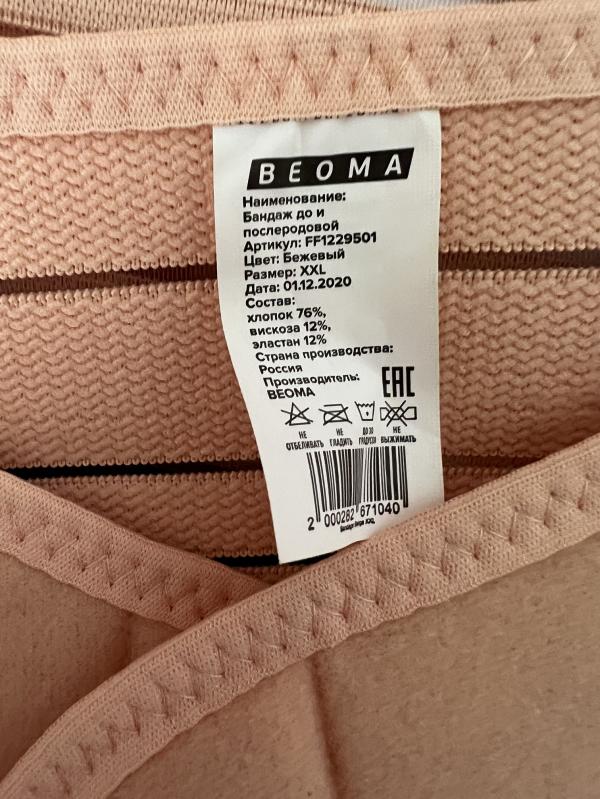 BEOMA
Наименование:
Бандаж до и
послеродовой
Артикул: FF1229501
Цвет: Бежевый
Размер: XXL
Дата: 01.12.2020
Состав:
хлопок 76%,
вискоза 12%,
эластан 12%
Страна производства:
Россия
Производитель:
BEOMA
EAC
НЕ ОТБЕЛИВАТЬ
НЕ ГЛАДИТЬ
ДО 30 ГРАДУСОВ
НЕ ВЫЖИМАТЬ
2 000282 671040